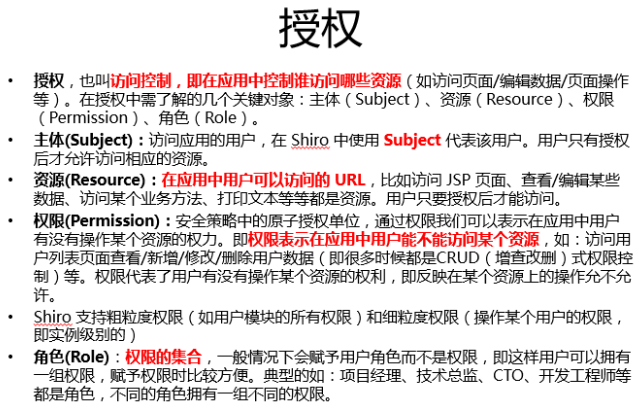 授权
• 授权，也叫访问控制，即在应用中控制谁访问哪些资源（如访问页面/编辑数据/页面操作
等）。在授权中需了解的几个关键对象：主体（Subject）、资源（Resource）、权限
（Permission）、角色（Role）。
• 主体(Subject)：访问应用的用户，在 Shiro 中使用 Subject 代表该用户。用户只有授权
后才允许访问相应的资源。
• 资源(Resource)：在应用中用户可以访问的 URL，比如访问 JSP 页面、查看/编辑某些
数据、访问某个业务方法、打印文本等等都是资源。用户只要授权后才能访问。
• 权限(Permission)：安全策略中的原子授权单位，通过权限我们可以表示在应用中用户
有没有操作某个资源的权力。即权限表示在应用中用户能不能访问某个资源，如：访问用
户列表页面查看/新增/修改/删除用户数据（即很多时候都是CRUD（增查改删）式权限控
制）等。权限代表了用户有没有操作某个资源的权利，即反映在某个资源上的操作允不允
许。
• Shiro 支持粗粒度权限（如用户模块的所有权限）和细粒度权限（操作某个用户的权限，
即实例级别的）
• 角色(Role)：权限的集合，一般情况下会赋予用户角色而不是权限，即这样用户可以拥有
一组权限，赋予权限时比较方便。典型的如：项目经理、技术总监、CTO、开发工程师等
都是角色，不同的角色拥有一组不同的权限。